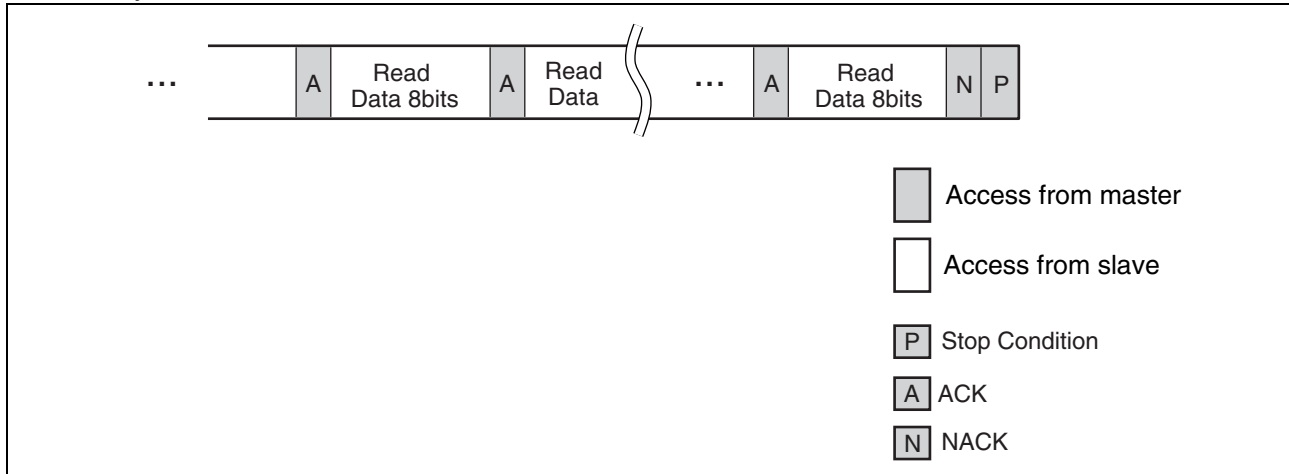 ... A Read Data 8bits A Read Data ... A Read Data 8bits N P
Access from master
Access from slave
P Stop Condition
A ACK
N NACK